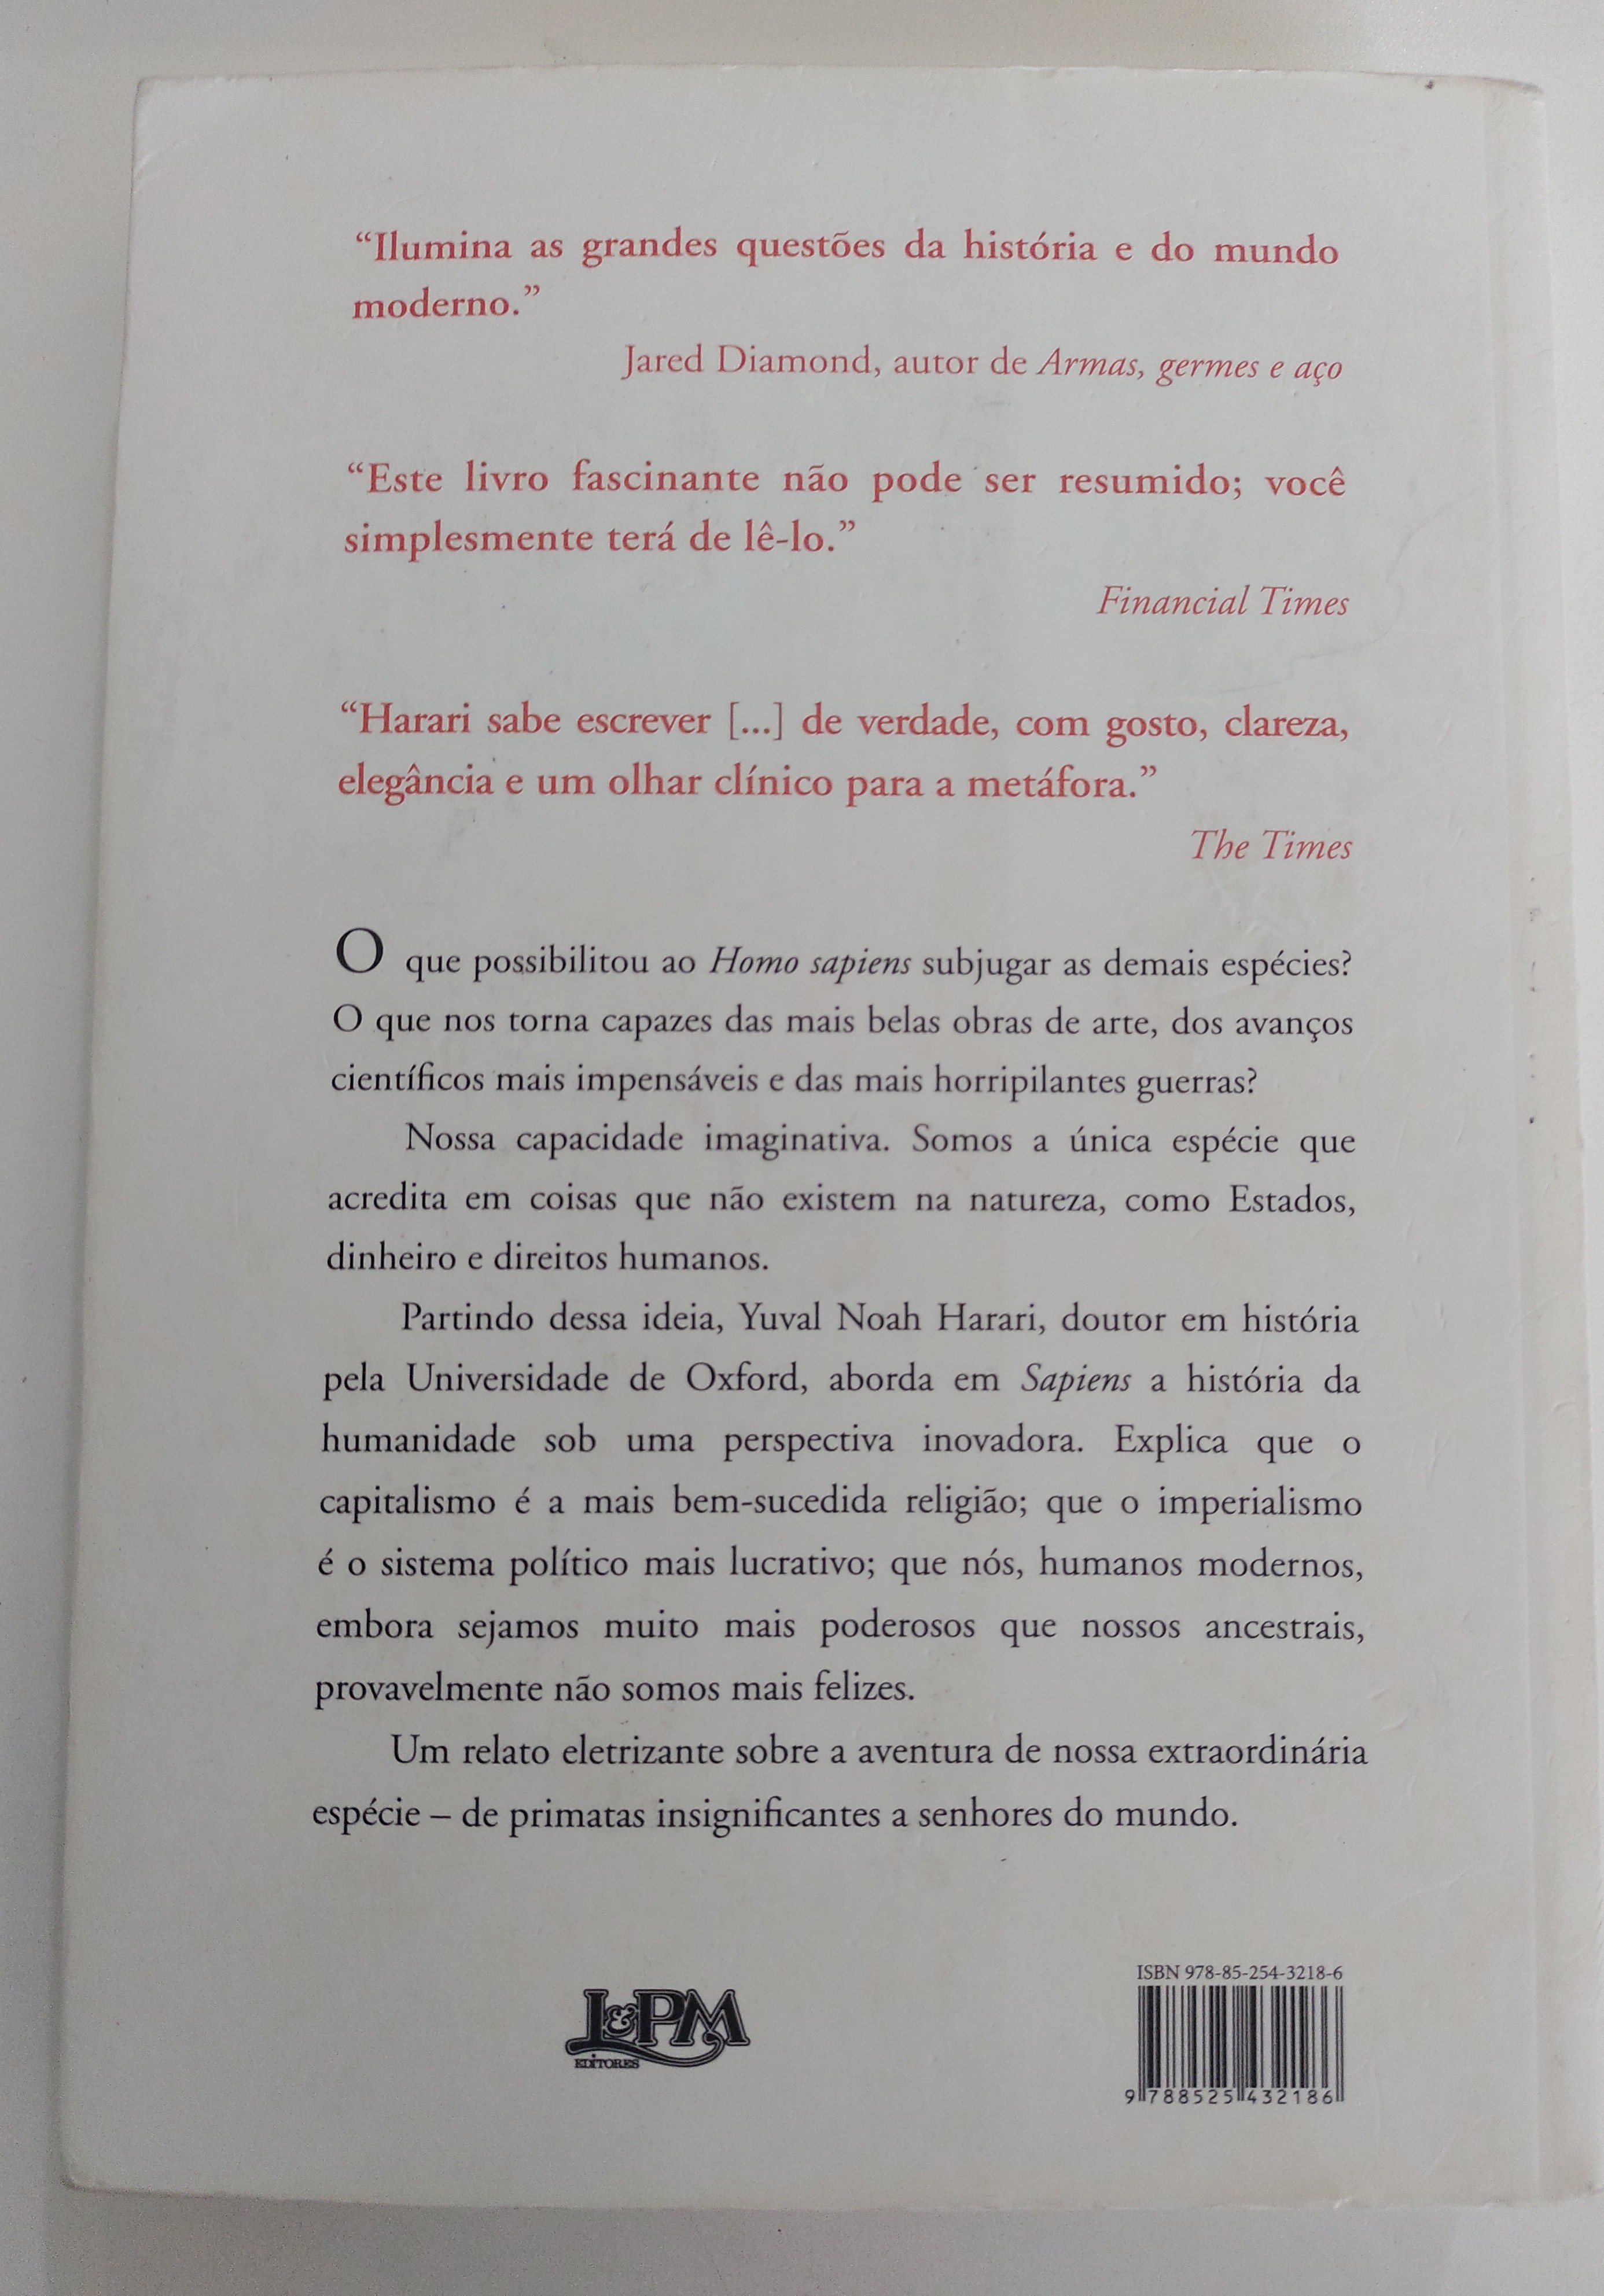 “Ilumina as grandes questões da história e do mundo
moderno.”
Jared Diamond, autor de Armas, germes e aço
“Este livro fascinante não pode ser resumido; você
simplesmente terá de lê-lo.”
Financial Times
“Harari sabe escrever [...] de verdade, com gosto, clareza,
elegância e um olhar clínico para a metáfora.”
The Times
O que possibilitou ao Homo sapiens subjugar as demais espécies?
O que nos torna capazes das mais belas obras de arte, dos avanços
científicos mais impensáveis e das mais horripilantes guerras?
Nossa capacidade imaginativa. Somos a única espécie que
acredita em coisas que não existem na natureza, como Estados,
dinheiro e direitos humanos.
Partindo dessa ideia, Yuval Noah Harari, doutor em história
pela Universidade de Oxford, aborda em Sapiens a história da
humanidade sob uma perspectiva inovadora. Explica que o
capitalismo é a mais bem-sucedida religião; que o imperialismo
é o sistema político mais lucrativo; que nós, humanos modernos,
embora sejamos muito mais poderosos que nossos ancestrais,
provavelmente não somos mais felizes.
Um relato eletrizante sobre a aventura de nossa extraordinária
espécie – de primatas insignificantes a senhores do mundo.
L&PM
EDITORES
ISBN 978-85-254-3218-6
9 788525 432186